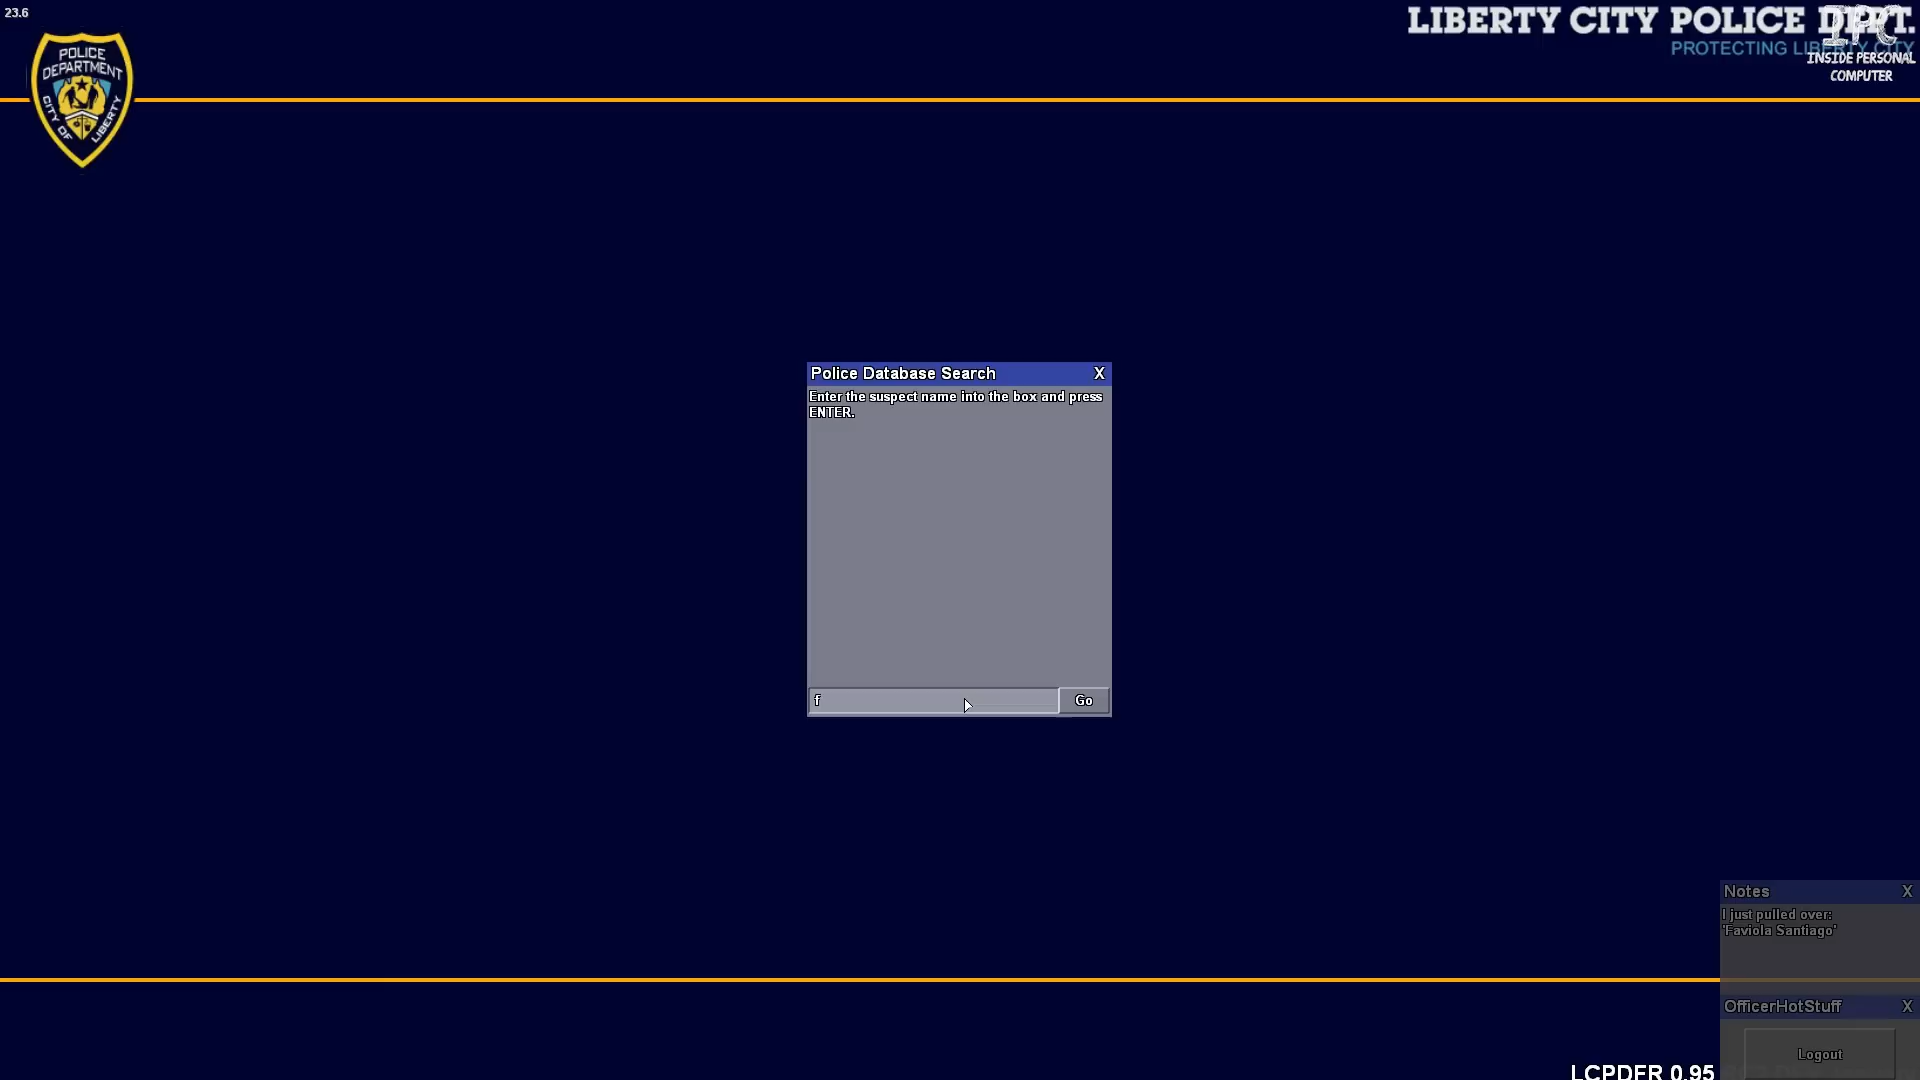 23.6
LIBERTY CITY POLICE DEPT.
PROTECTING LIBERTY CITY
IPC
INSIDE PERSONAL
COMPUTER
POLICE
DEPARTMENT
CITY OF LIBERTY
Police Database Search X
Enter the suspect name into the box and press
ENTER.
f Go
Notes X
I just pulled over:
'Faviola Santiago'
OfficerHotStuff X
Logout
LCPDFR 0.95